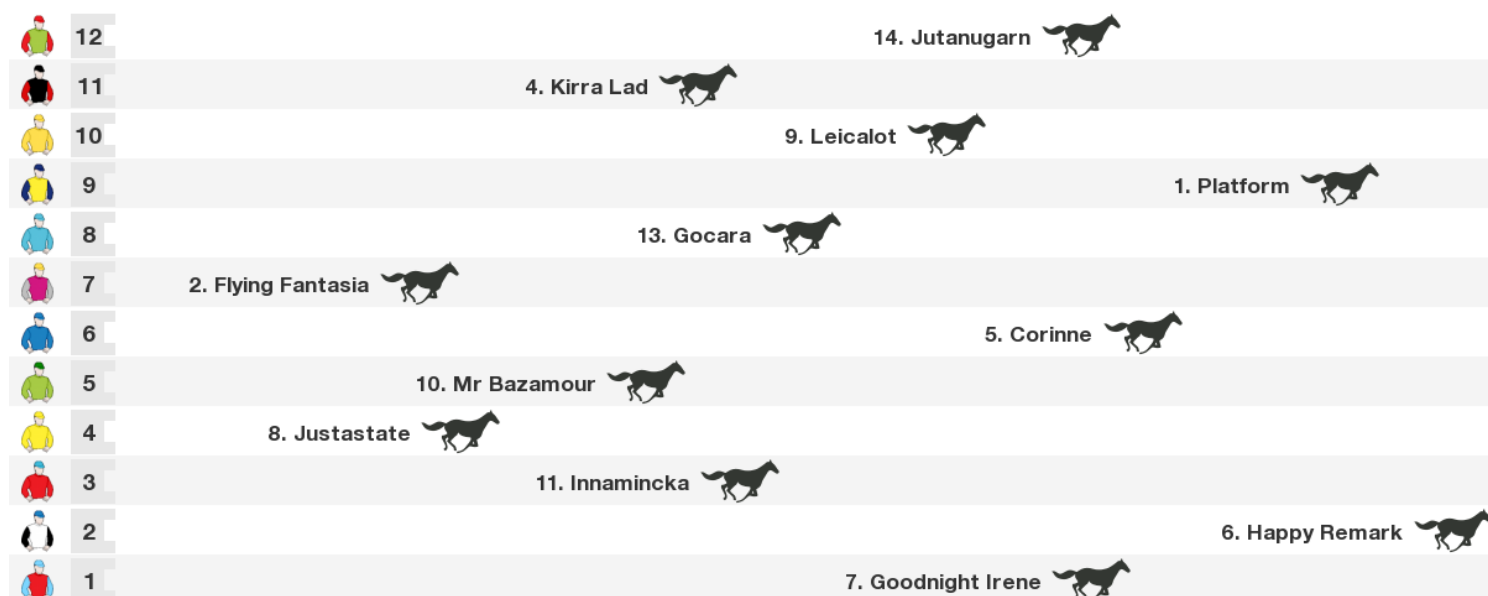 12 14. Jutanugarn
11 4. Kirra Lad
10 9. Leicalot
9 1. Platform
8 13. Gocara
7 2. Flying Fantasia
6 5. Corinne
5 10. Mr Bazamour
4 8. Justastate
3 11. Innamincka
2 6. Happy Remark
1 7. Goodnight Irene